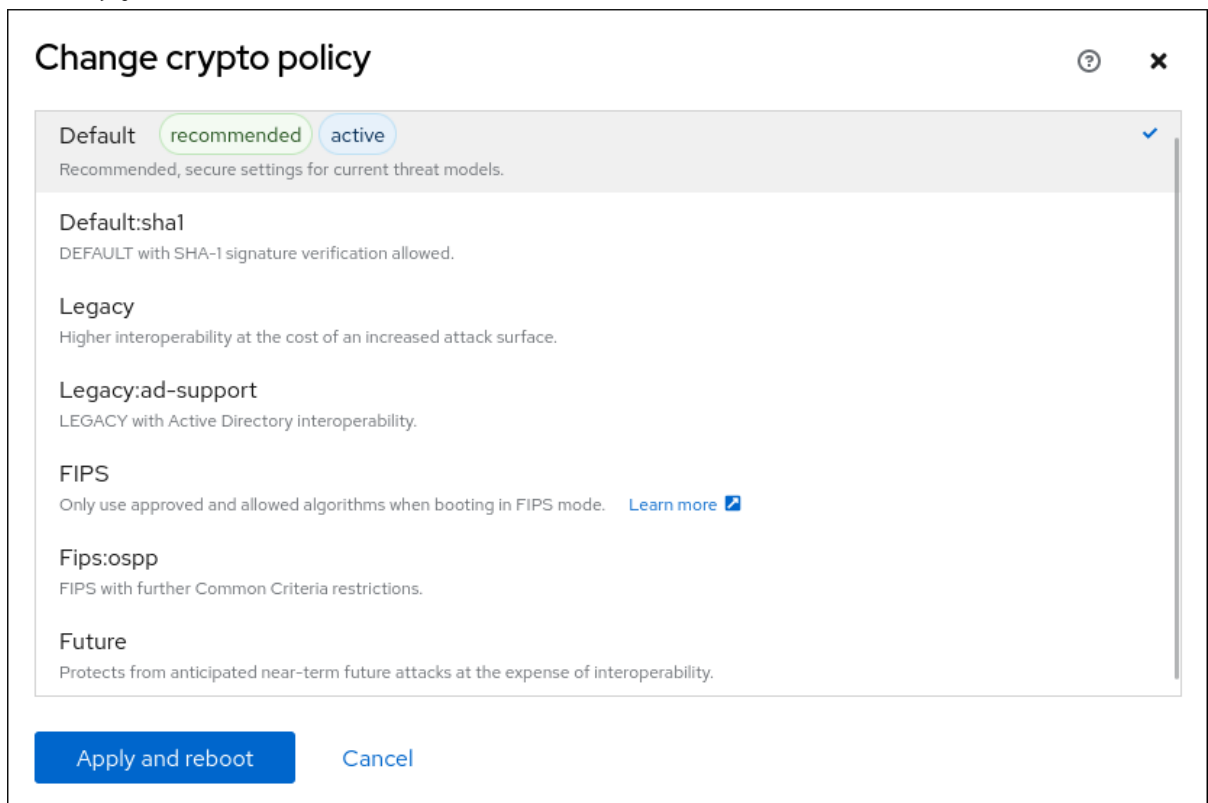 Change crypto policy
Default recommended active
Recommended, secure settings for current threat models.
Default:sha1
DEFAULT with SHA-1 signature verification allowed.
Legacy
Higher interoperability at the cost of an increased attack surface.
Legacy:ad-support
LEGACY with Active Directory interoperability.
FIPS
Only use approved and allowed algorithms when booting in FIPS mode. Learn more
Fips:ospp
FIPS with further Common Criteria restrictions.
Future
Protects from anticipated near-term future attacks at the expense of interoperability.
Apply and reboot Cancel